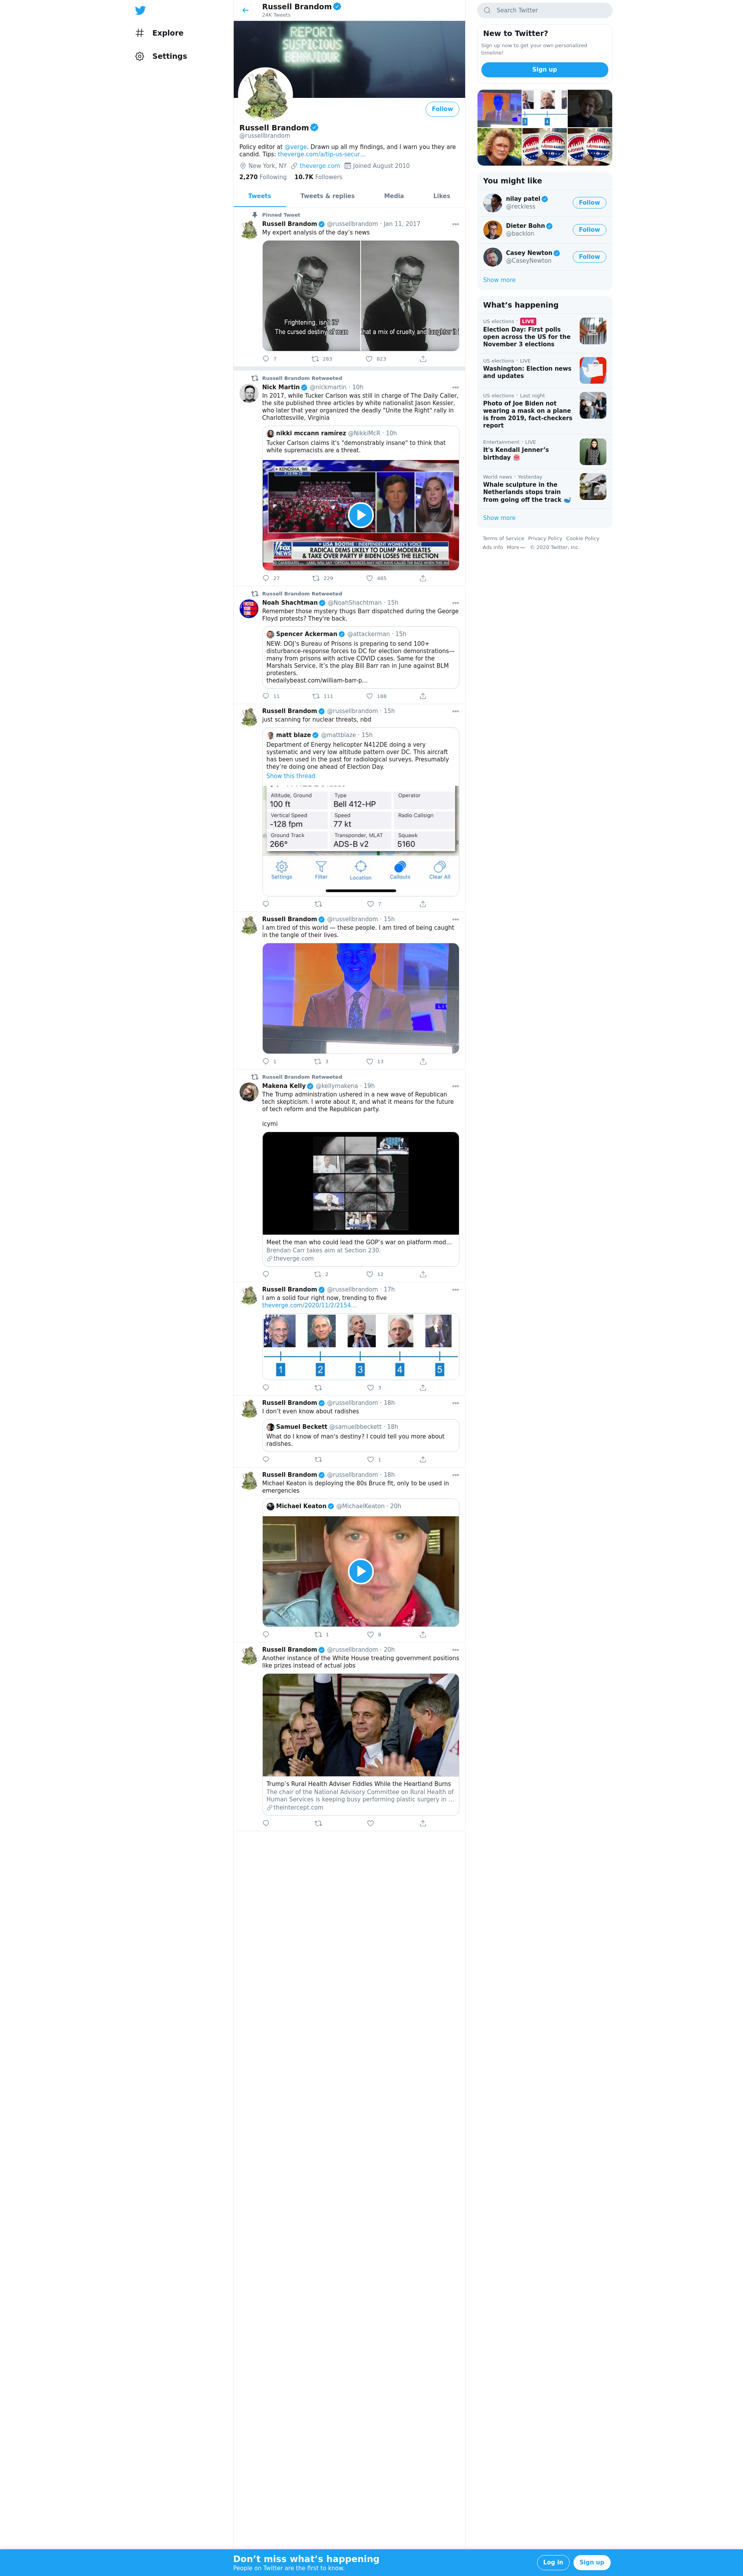 Explore
Settings
Russell Brandom
24K Tweets
REPORT
SUSPICIOUS
BEHAVIOUR
Follow
Russell Brandom
@russellbrandom
Policy editor at @verge. Drawn up all my findings, and I warn you they are
candid. Tips: theverge.com/a/tip-us-secur...
New York, NY theverge.com Joined August 2010
2,270 Following 10.7K Followers
Tweets Tweets & replies Media Likes
Pinned Tweet
Russell Brandom @russellbrandom · Jan 11, 2017
My expert analysis of the day's news
Frightening, isn't it?
The cursed destiny of man
that a mix of cruelty and laughter it i
7 283 823
Russell Brandom Retweeted
Nick Martin @nickmartin · 10h
In 2017, while Tucker Carlson was still in charge of The Daily Caller,
the site published three articles by white nationalist Jason Kessler,
who later that year organized the deadly "Unite the Right" rally in
Charlottesville, Virginia
nikki mccann ramírez @NikkiMcR · 10h
Tucker Carlson claims it's "demonstrably insane" to think that
white supremacists are a threat.
KENOSHA, WI
LISA BOOTHE · INDEPENDENT WOMEN'S VOICE
FOX NEWS
RADICAL DEMS LIKELY TO DUMP MODERATES
& TAKE OVER PARTY IF BIDEN LOSES THE ELECTION
27 229 485
Russell Brandom Retweeted
Noah Shachtman @NoahShachtman · 15h
Remember those mystery thugs Barr dispatched during the George
Floyd protests? They're back.
Spencer Ackerman @attackerman · 15h
NEW: DOJ's Bureau of Prisons is preparing to send 100+
disturbance-response forces to DC for election demonstrations—
many from prisons with active COVID cases. Same for the
Marshals Service. It's the play Bill Barr ran in June against BLM
protesters.
thedailybeast.com/william-barr-p...
11 111 108
Russell Brandom @russellbrandom · 15h
just scanning for nuclear threats, nbd
matt blaze @mattblaze · 15h
Department of Energy helicopter N412DE doing a very
systematic and very low altitude pattern over DC. This aircraft
has been used in the past for radiological surveys. Presumably
they're doing one ahead of Election Day.
Show this thread
Altitude, Ground Type Operator
100 ft Bell 412-HP
Vertical Speed Speed Radio Callsign
-128 fpm 77 kt
Ground Track Transponder, MLAT Squawk
266° ADS-B v2 5160
Settings Filter Location Callouts Clear All
7
Russell Brandom @russellbrandom · 15h
I am tired of this world — these people. I am tired of being caught
in the tangle of their lives.
1 3 13
Russell Brandom Retweeted
Makena Kelly @kellymakena · 19h
The Trump administration ushered in a new wave of Republican
tech skepticism. I wrote about it, and what it means for the future
of tech reform and the Republican party.
icymi
Meet the man who could lead the GOP's war on platform mod...
Brendan Carr takes aim at Section 230.
theverge.com
2 12
Russell Brandom @russellbrandom · 17h
I am a solid four right now, trending to five
theverge.com/2020/11/2/2154...
1 2 3 4 5
3
Russell Brandom @russellbrandom · 18h
I don't even know about radishes
Samuel Beckett @samuelbbeckett · 18h
What do I know of man's destiny? I could tell you more about
radishes.
1
Russell Brandom @russellbrandom · 18h
Michael Keaton is deploying the 80s Bruce fit, only to be used in
emergencies
Michael Keaton @MichaelKeaton · 20h
1
Russell Brandom @russellbrandom · 20h
Another instance of the White House treating government positions
like prizes instead of actual jobs
Trump's Rural Health Adviser Fiddles While the Heartland Burns
The chair of the National Advisory Committee on Rural Health of
Human Services is keeping busy performing plastic surgery in ...
theintercept.com
Search Twitter
New to Twitter?
Sign up now to get your own personalized
timeline!
Sign up
You might like
nilay patel
@reckless
Follow
Dieter Bohn
@backlon
Follow
Casey Newton
@CaseyNewton
Follow
Show more
What's happening
US elections · LIVE
Election Day: First polls
open across the US for the
November 3 elections
US elections · LIVE
Washington: Election news
and updates
US elections · Last night
Photo of Joe Biden not
wearing a mask on a plane
is from 2019, fact-checkers
report
Entertainment · LIVE
It's Kendall Jenner's
birthday
World news · Yesterday
Whale sculpture in the
Netherlands stops train
from going off the track
Show more
Terms of Service Privacy Policy Cookie Policy
Ads info More © 2020 Twitter, Inc.
Don't miss what's happening
People on Twitter are the first to know.
Log in
Sign up